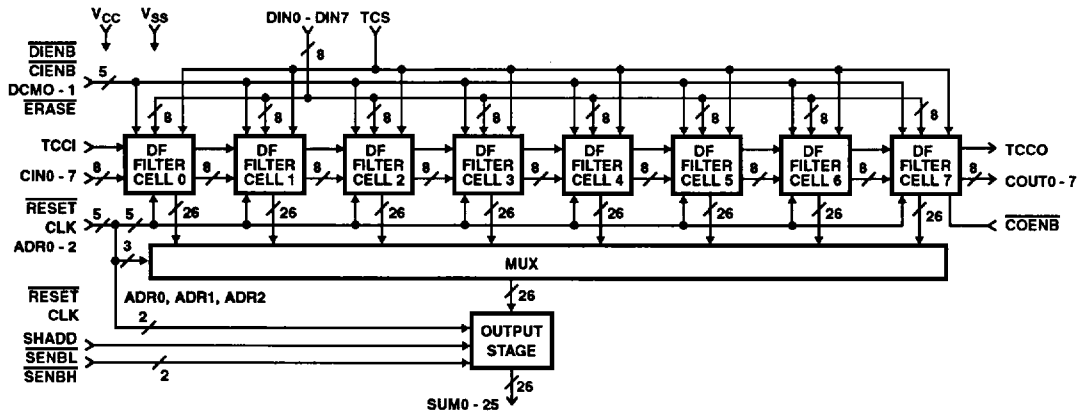 VCC VSS DIN0 - DIN7 TCS
DIENB
8
CIENB
5
DCMO - 1
ERASE
8 8 8 8 8 8 8 8
TCCI
DF FILTER CELL 0
DF FILTER CELL 1
DF FILTER CELL 2
DF FILTER CELL 3
DF FILTER CELL 4
DF FILTER CELL 5
DF FILTER CELL 6
DF FILTER CELL 7
TCCO
CIN0 - 7
8 8 8 8 8 8 8 8 8
COUT0 - 7
RESET
5 5
26 26 26 26 26 26 26 26
CLK
COENB
ADR0 - 2
3
MUX
RESET
ADR0, ADR1, ADR2
26
CLK
2
OUTPUT STAGE
SHADD
SENBL
2
SENBH
26
SUM0 - 25